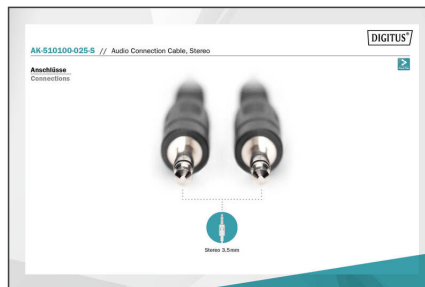 DIGITUS®
AK-510100-025-S // Audio Connection Cable, Stereo
Anschlüsse
Connections
Stereo 3.5mm